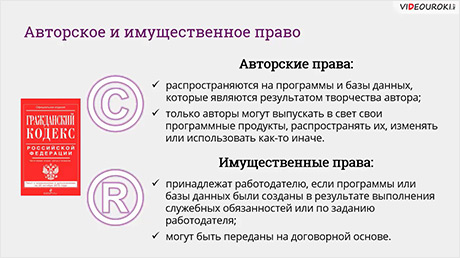 VIDEOUROKI
Авторское и имущественное право
Авторские права:
✓ распространяются на программы и базы данных,
которые являются результатом творчества автора;
✓ только авторы могут выпускать в свет свои
программные продукты, распространять их, изменять
или использовать как-то иначе.
ГРАЖДАНСКИЙ
КОДЕКС
РОССИЙСКОЙ
ФЕДЕРАЦИИ
©
®
Имущественные права:
✓ принадлежат работодателю, если программы или
базы данных были созданы в результате выполнения
служебных обязанностей или по заданию
работодателя;
✓ могут быть переданы на договорной основе.